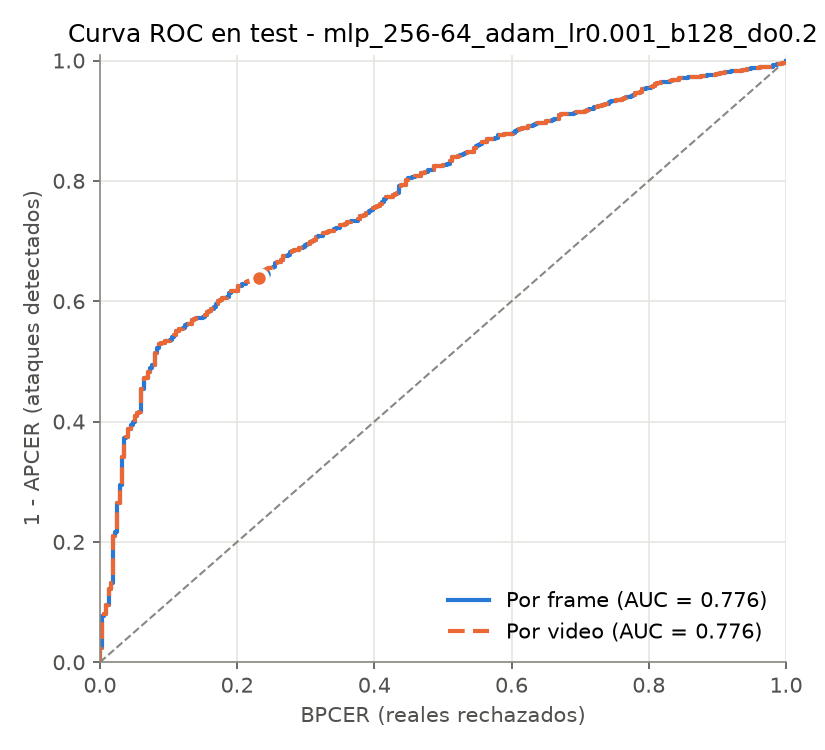 Curva ROC en test - mlp_256-64_adam_lr0.001_b128_do0.2
1.0
0.8
0.6
0.4
0.2
0.0
1 - APCER (ataques detectados)
Por frame (AUC = 0.776)
Por video (AUC = 0.776)
0.0 0.2 0.4 0.6 0.8 1.0
BPCER (reales rechazados)